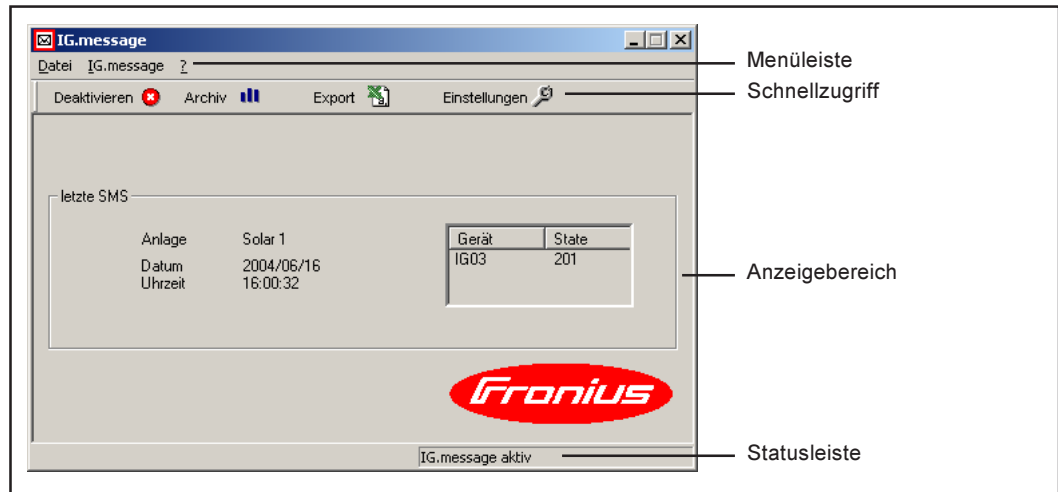 IG.message
Datei IG.message ?
Menüleiste
Deaktivieren Archiv Export Einstellungen
Schnellzugriff
letzte SMS
Anlage Solar 1
Datum 2004/06/16
Uhrzeit 16:00:32
Gerät State
IG03 201
Anzeigebereich
Fronius
IG.message aktiv
Statusleiste